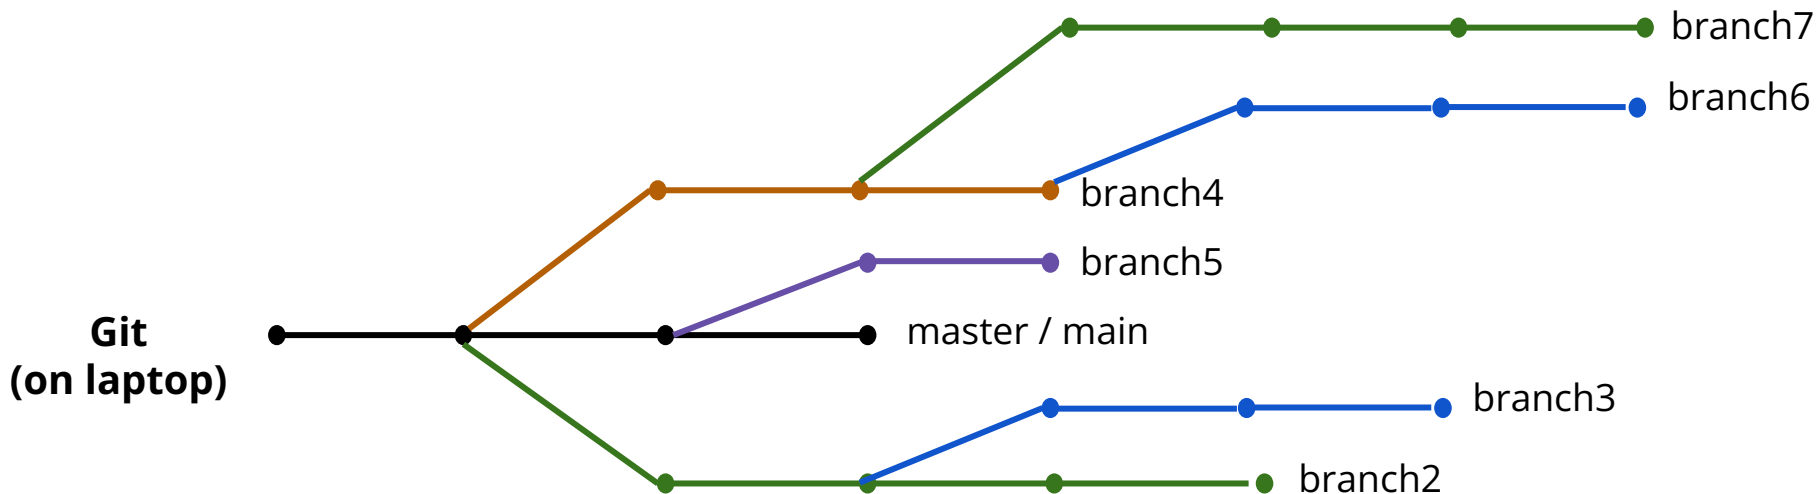 branch7
branch6
branch4
branch5
Git
(on laptop)
master / main
branch3
branch2